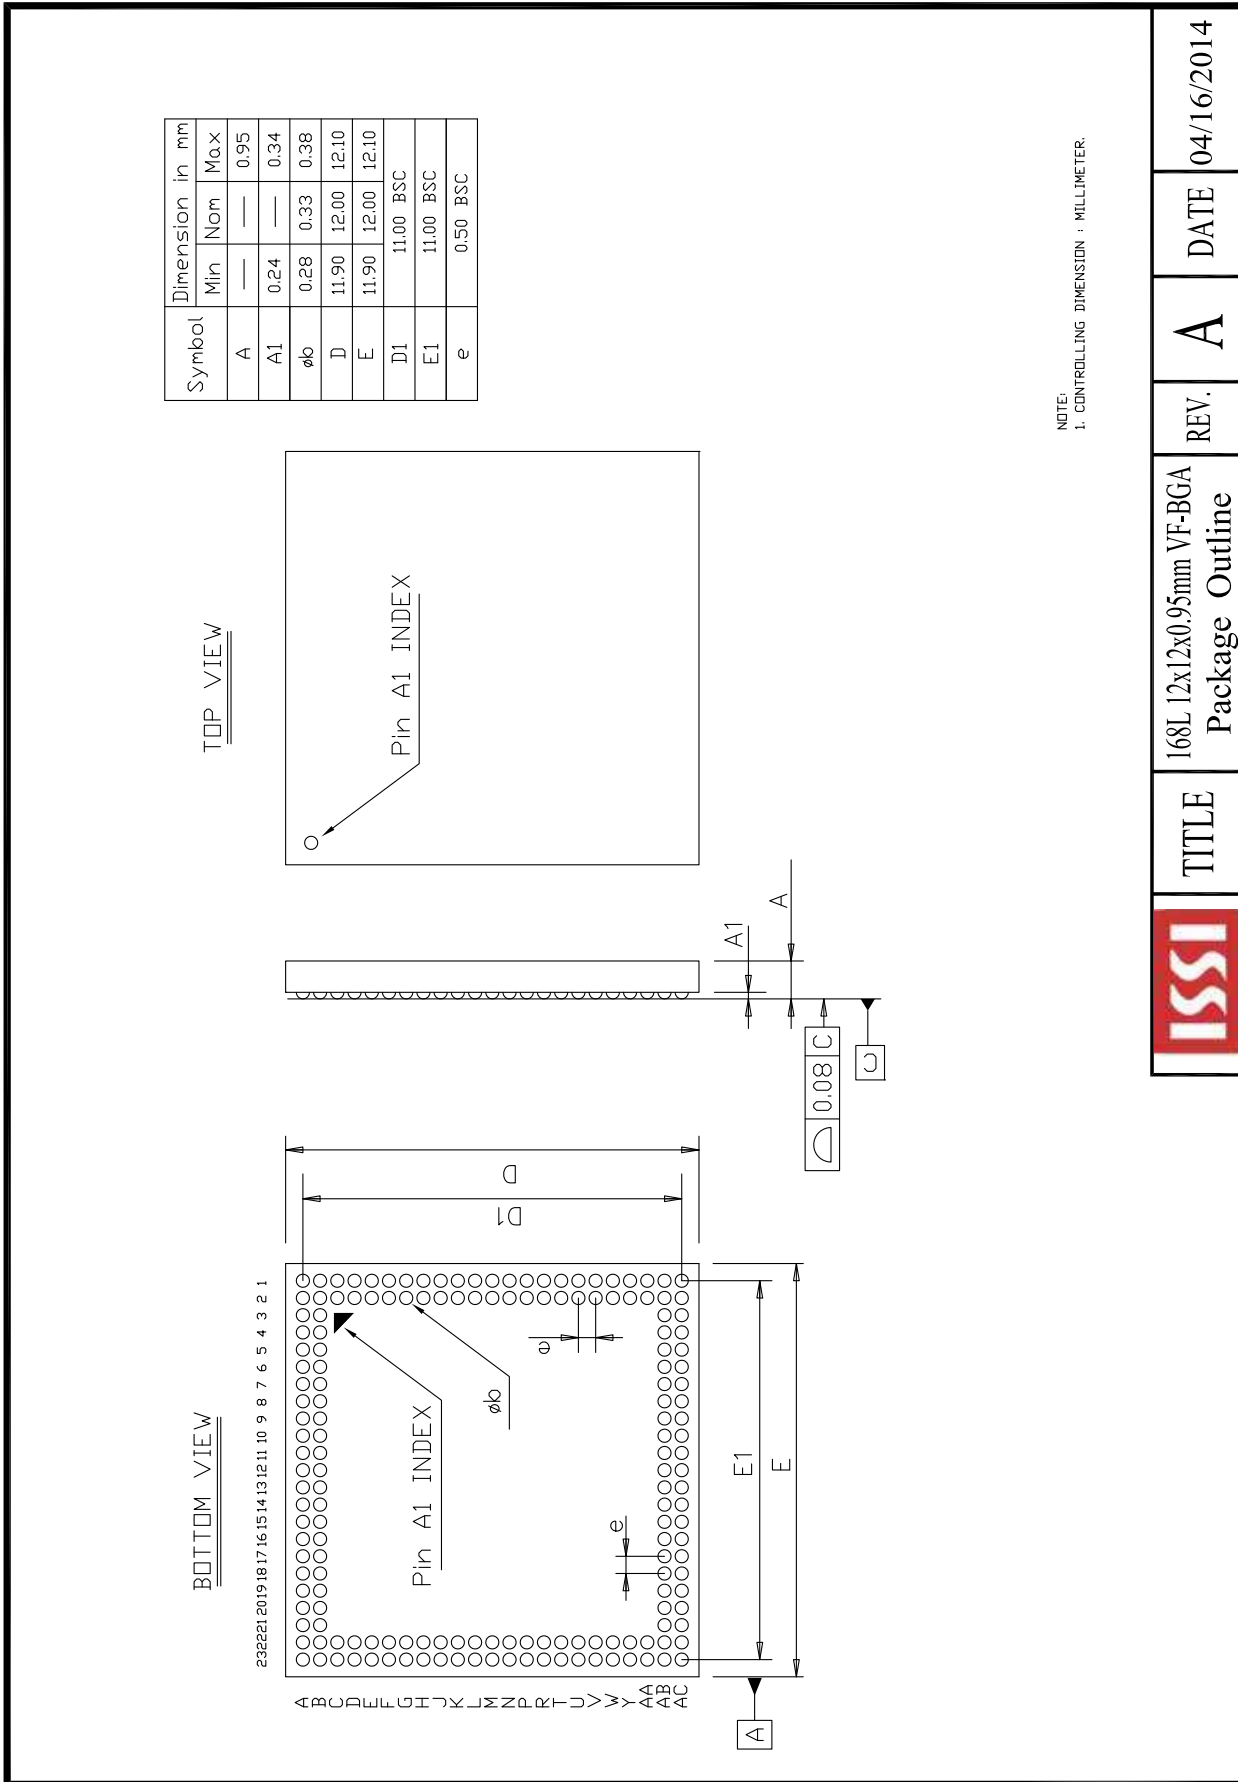 BOTTOM VIEW
TOP VIEW
23 22 21 20 19 18 17 16 15 14 13 12 11 10 9 8 7 6 5 4 3 2 1
A
B
C
D
E
F
G
H
J
K
L
M
N
P
R
T
U
V
W
Y
AA
AB
AC
Pin A1 INDEX
øb
e
e
E1
E
A
D1
D
A1
A
0.08 C
C
Pin A1 INDEX
Symbol Dimension in mm
Min Nom Max
A — — 0.95
A1 0.24 — 0.34
øb 0.28 0.33 0.38
D 11.90 12.00 12.10
E 11.90 12.00 12.10
D1 11.00 BSC
E1 11.00 BSC
e 0.50 BSC
NOTE:
1. CONTROLLING DIMENSION : MILLIMETER.
ISSI
TITLE
168L 12x12x0.95mm VF-BGA
Package Outline
REV.
A
DATE
04/16/2014